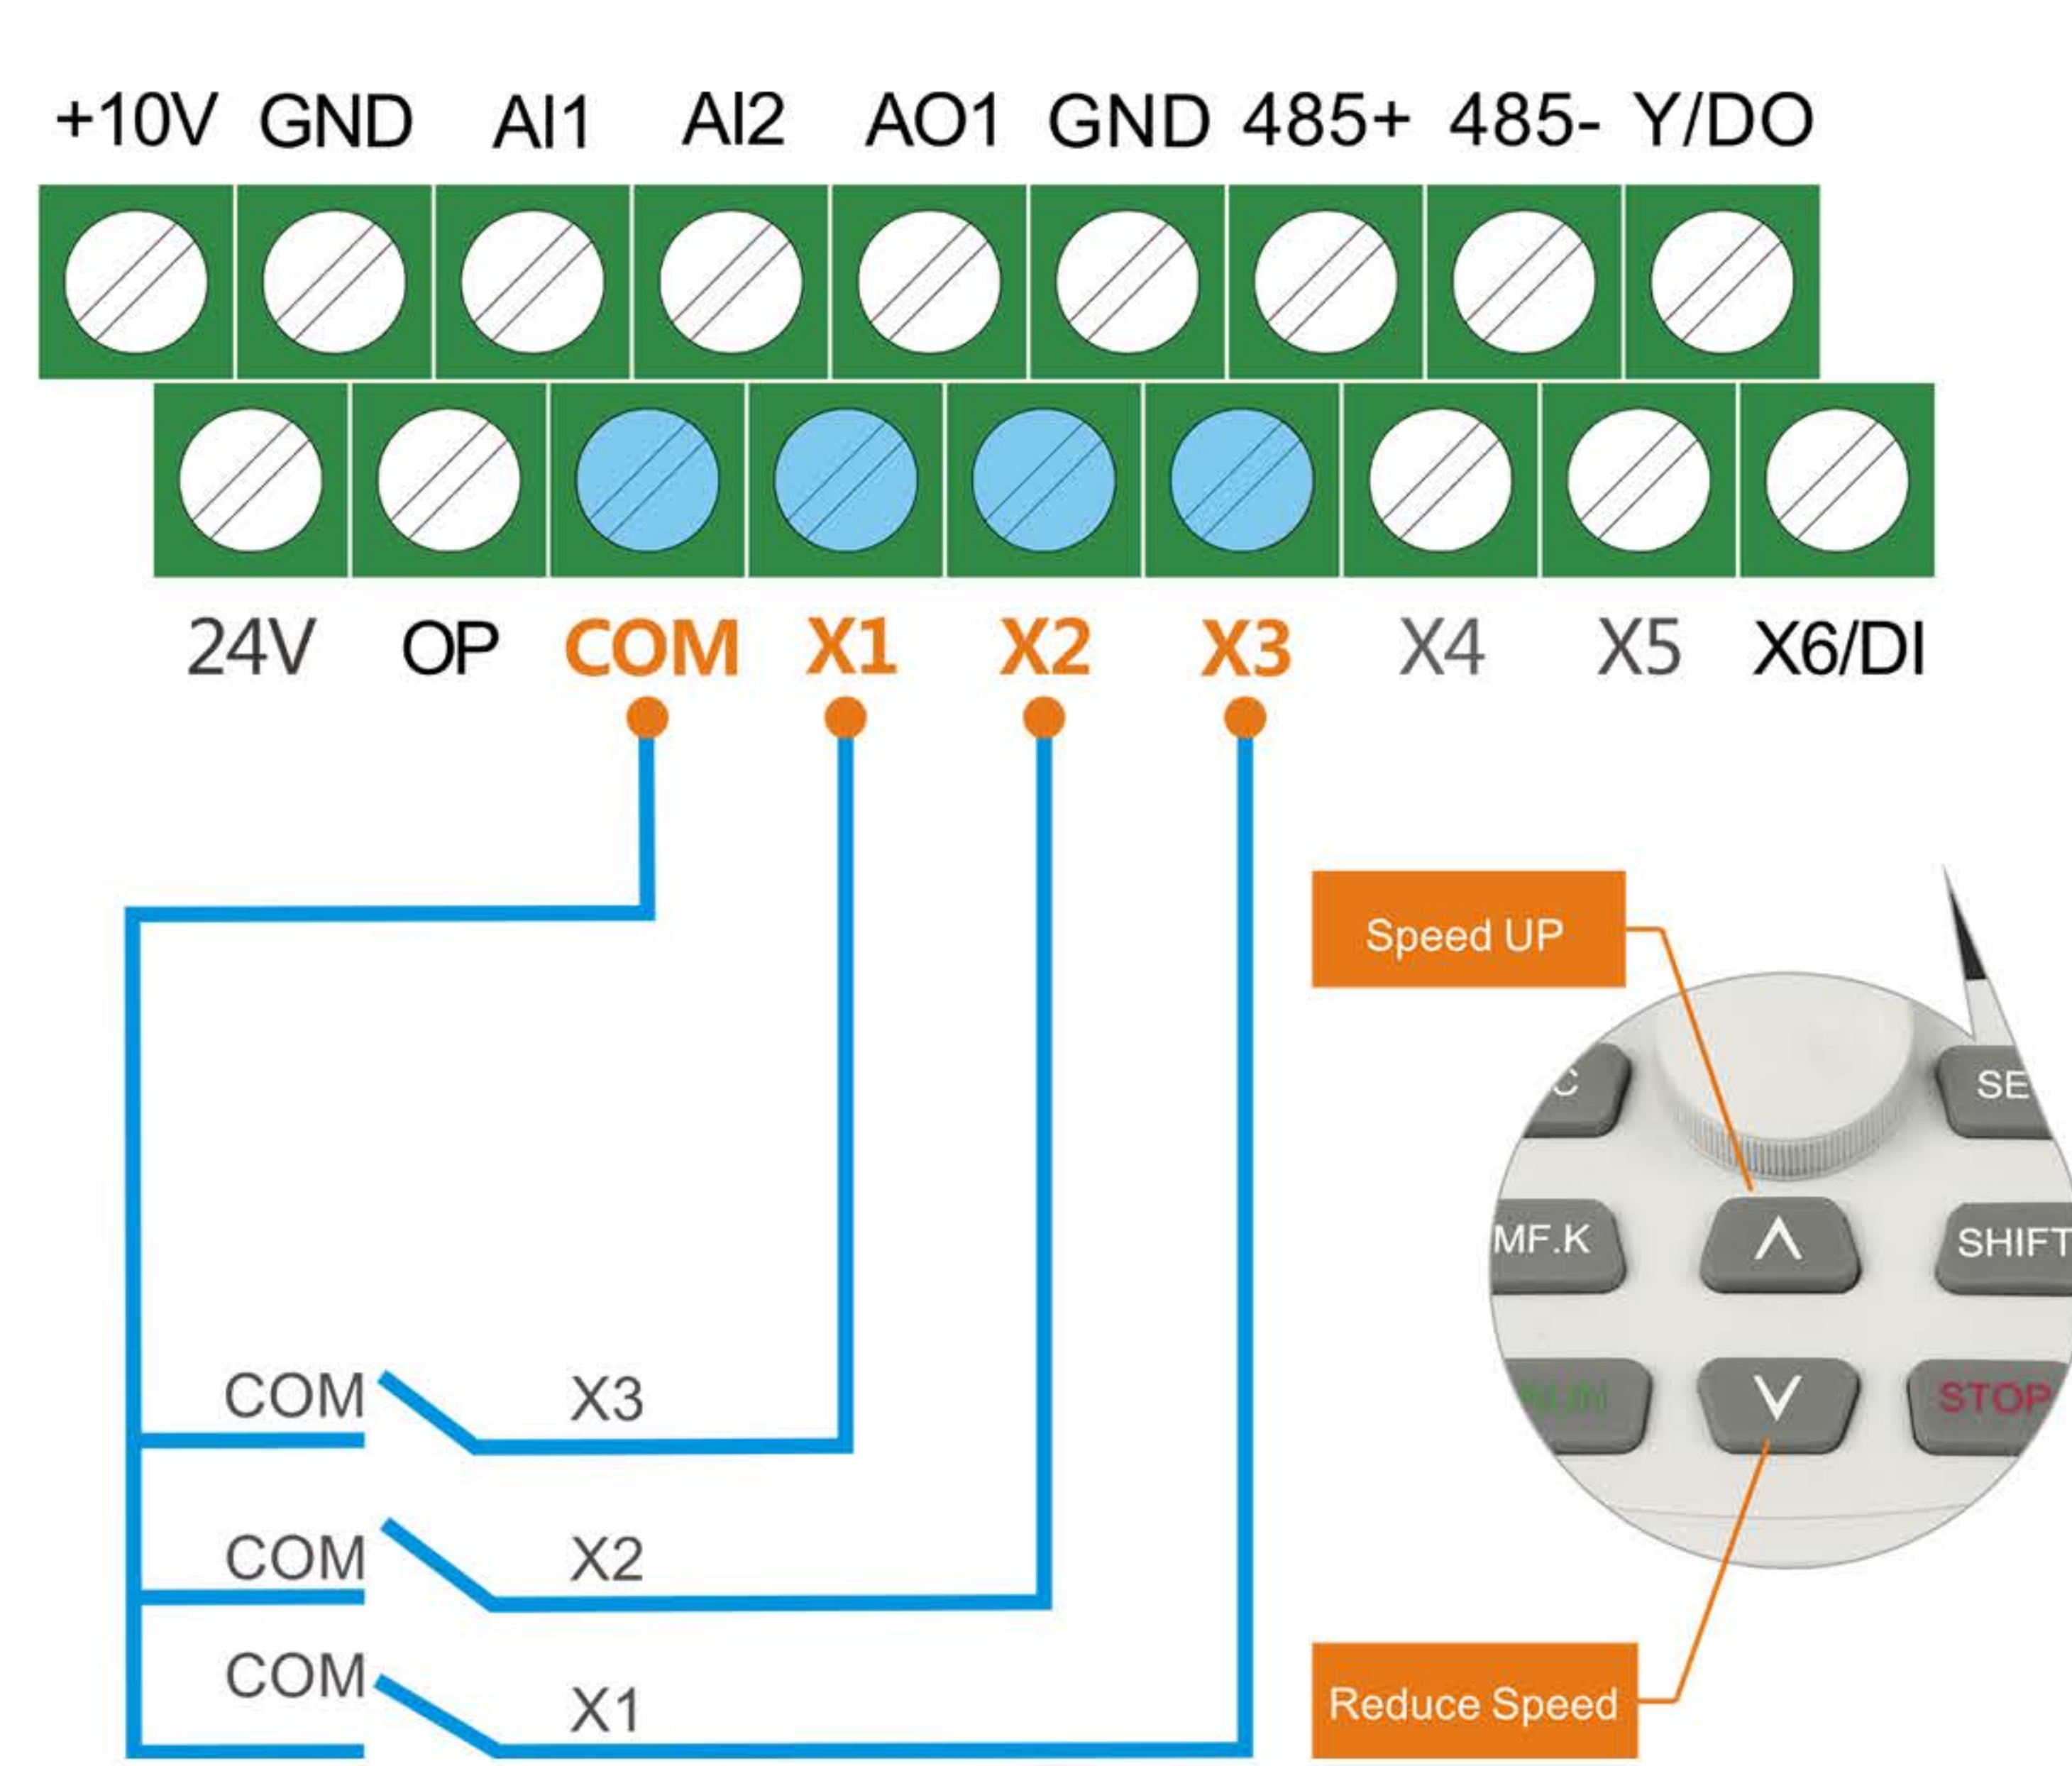 +10V GND AI1 AI2 AO1 GND 485+ 485- Y/DO
24V OP COM X1 X2 X3 X4 X5 X6/DI
Speed UP
C
SE
MF.K
SHIFT
STOP
COM X3
COM X2
COM X1
Reduce Speed